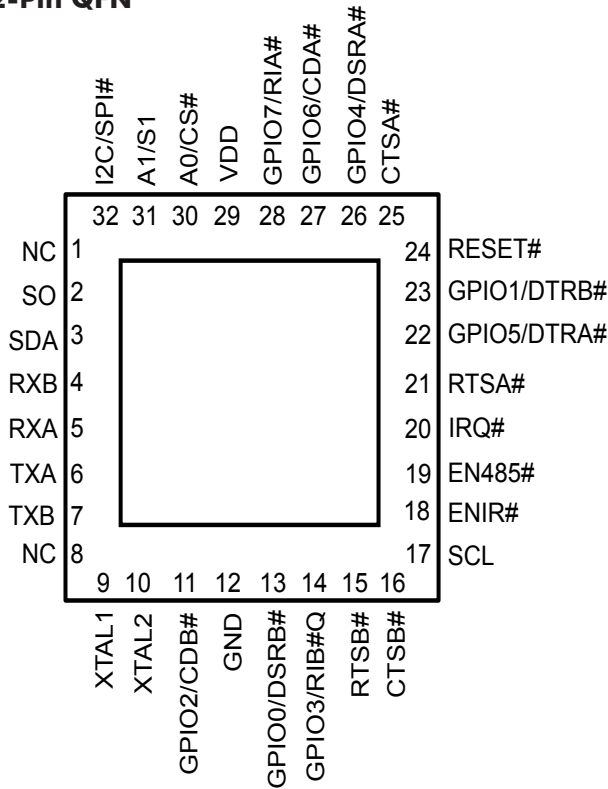 2-Pin QFN
I2C/SPI#
A1/S1
A0/CS#
VDD
GPIO7/RIA#
GPIO6/CDA#
GPIO4/DSRA#
CTSA#
32 31 30 29 28 27 26 25
NC 1
SO 2
SDA 3
RXB 4
RXA 5
TXA 6
TXB 7
NC 8
24 RESET#
23 GPIO1/DTRB#
22 GPIO5/DTRA#
21 RTSA#
20 IRQ#
19 EN485#
18 ENIR#
17 SCL
9 10 11 12 13 14 15 16
XTAL1
XTAL2
GPIO2/CDB#
GND
GPIO0/DSRB#
GPIO3/RIB#Q
RTSB#
CTSB#